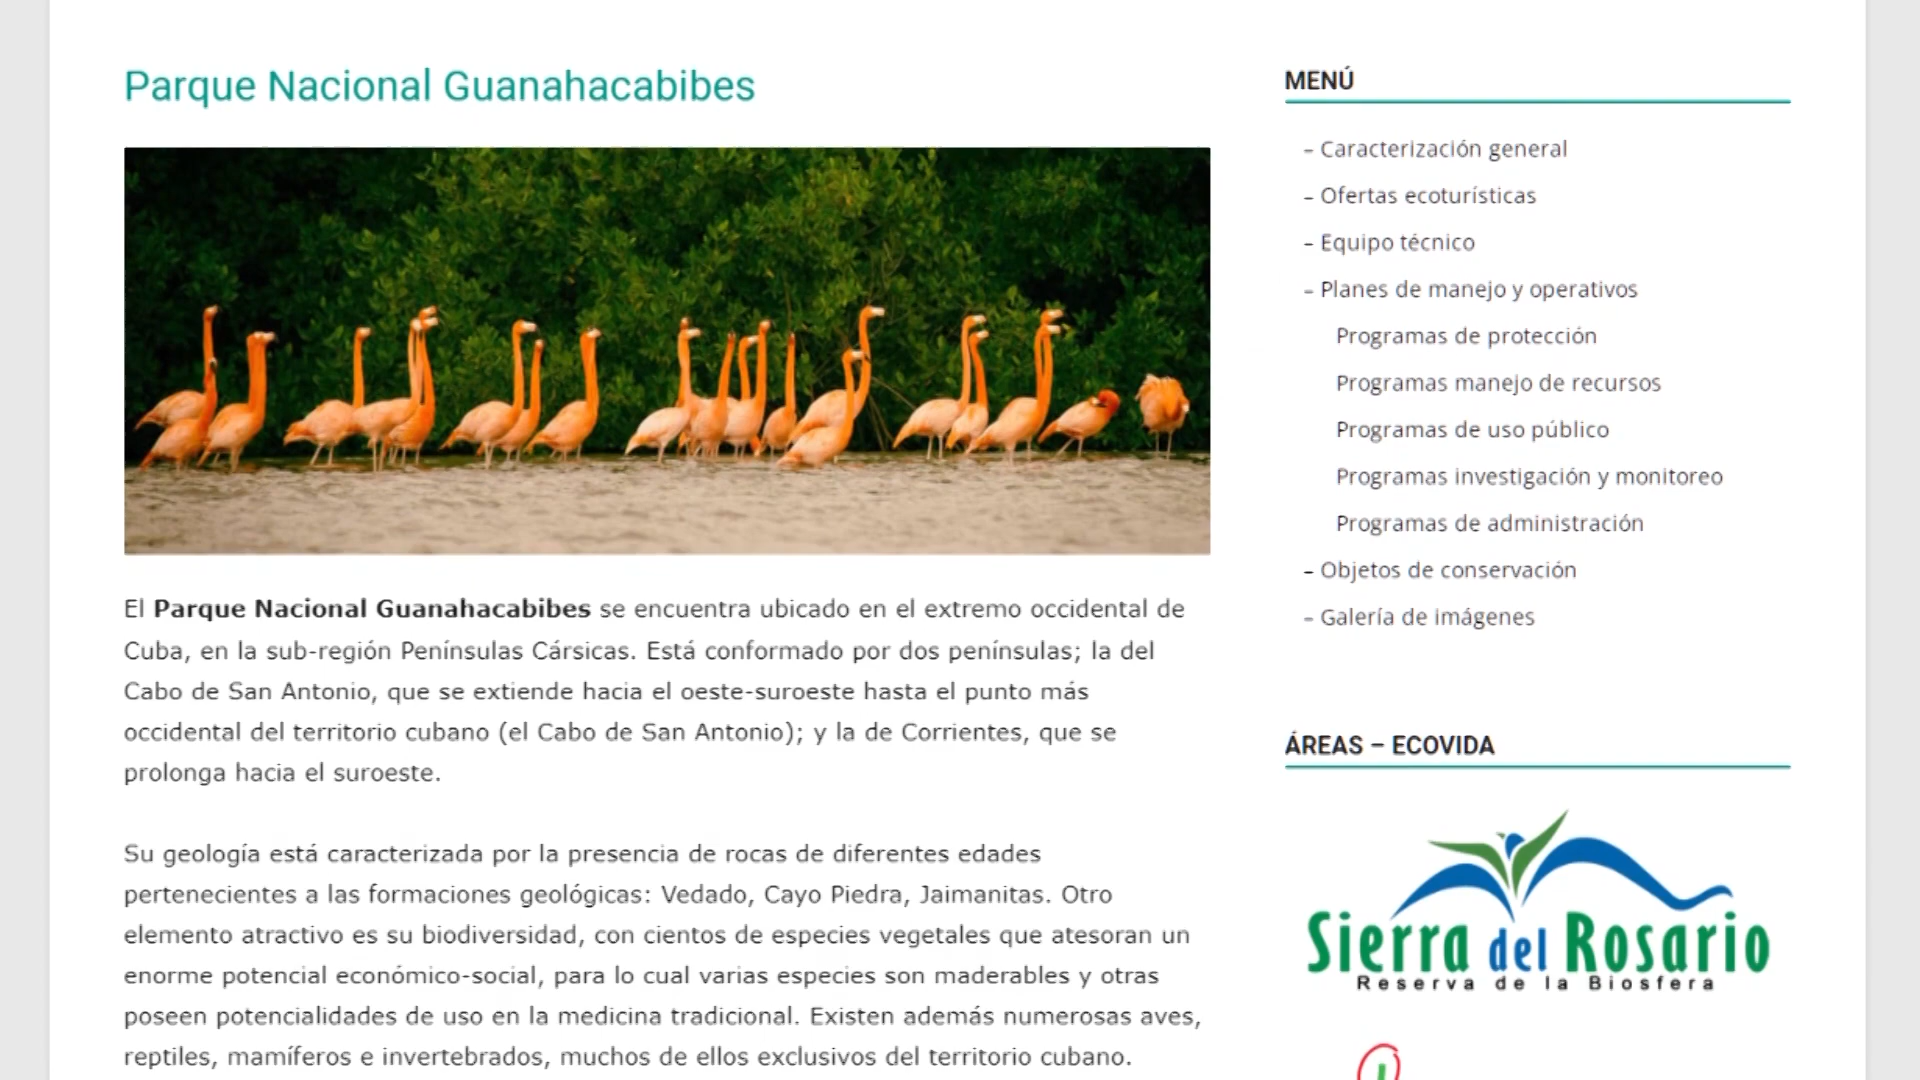 Parque Nacional Guanahacabibes
El Parque Nacional Guanahacabibes se encuentra ubicado en el extremo occidental de
Cuba, en la sub-región Penínsulas Cársicas. Está conformado por dos penínsulas; la del
Cabo de San Antonio, que se extiende hacia el oeste-suroeste hasta el punto más
occidental del territorio cubano (el Cabo de San Antonio); y la de Corrientes, que se
prolonga hacia el suroeste.
Su geología está caracterizada por la presencia de rocas de diferentes edades
pertenecientes a las formaciones geológicas: Vedado, Cayo Piedra, Jaimanitas. Otro
elemento atractivo es su biodiversidad, con cientos de especies vegetales que atesoran un
enorme potencial económico-social, para lo cual varias especies son maderables y otras
poseen potencialidades de uso en la medicina tradicional. Existen además numerosas aves,
reptiles, mamíferos e invertebrados, muchos de ellos exclusivos del territorio cubano.
MENÚ
– Caracterización general
– Ofertas ecoturísticas
– Equipo técnico
– Planes de manejo y operativos
Programas de protección
Programas manejo de recursos
Programas de uso público
Programas investigación y monitoreo
Programas de administración
– Objetos de conservación
– Galería de imágenes
ÁREAS – ECOVIDA
Sierra del Rosario
Reserva de la Biosfera